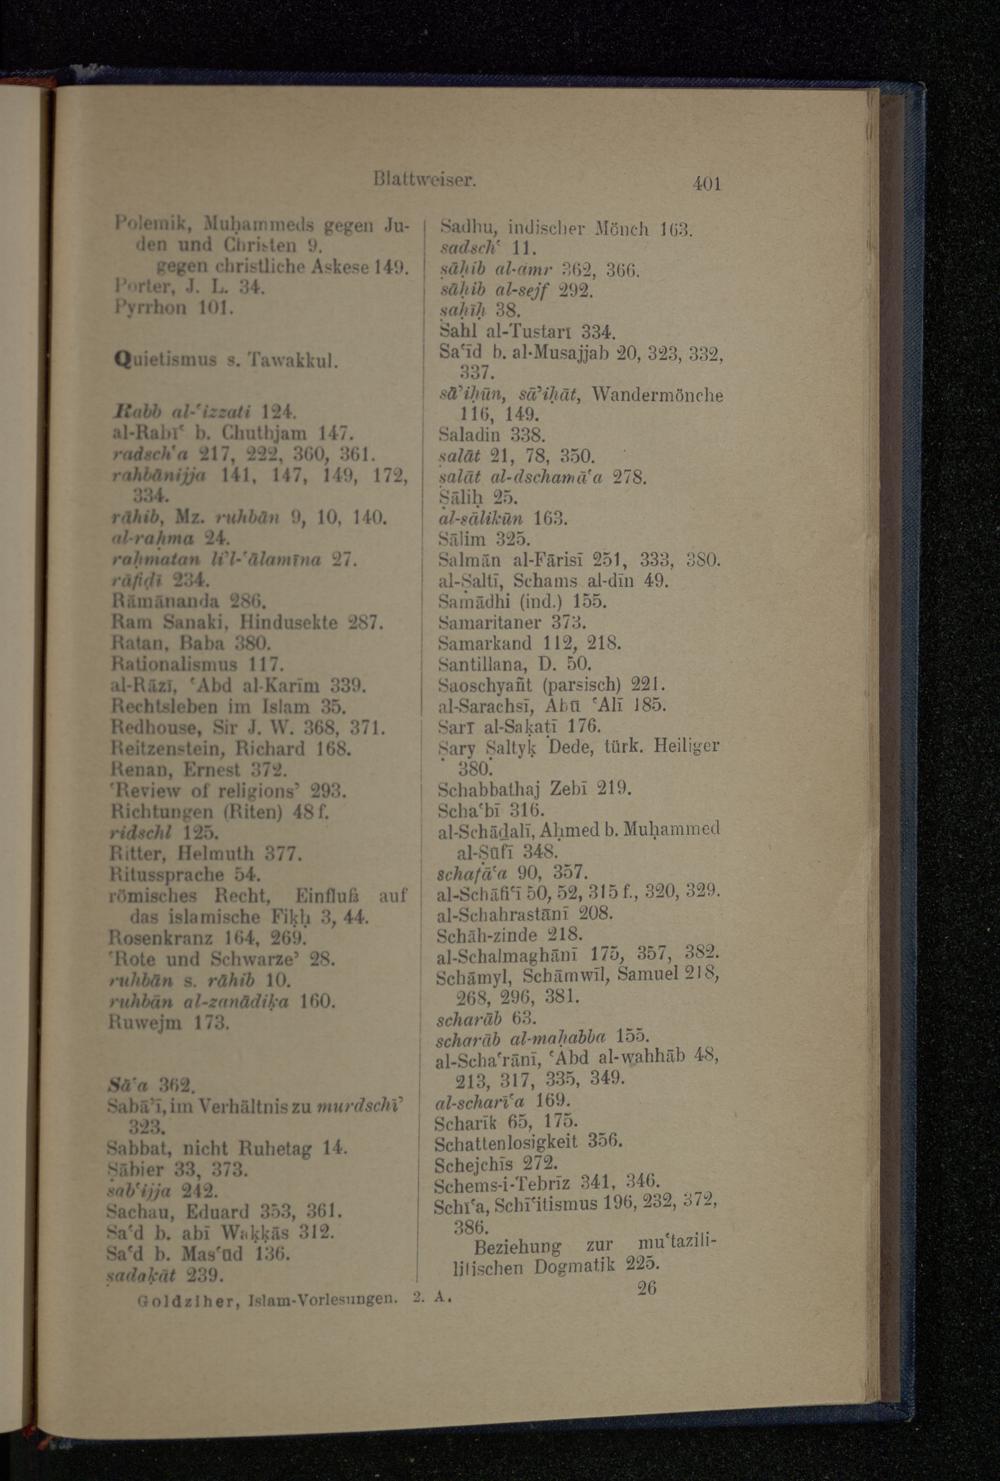 Blattweiser.
401
Polemik, Muḥammeds gegen Ju-
den und Christen 9.
gegen christliche Askese 149.
Porter, J. L. 34.
Pyrrhon 101.
Quietismus s. Tawakkul.
Rabb al-ʿizzati 124.
al-Rabīʿ b. Chuthjam 147.
radschʿa 217, 222, 360, 361.
rahbānijja 141, 147, 149, 172,
334.
rāhib, Mz. ruhbān 9, 10, 140.
al-raḥma 24.
raḥmatan liʾl-ʿālamīna 27.
rāfiḍi 234.
Rāmānanda 286.
Ram Sanaki, Hindusekte 287.
Ratan, Baba 380.
Rationalismus 117.
al-Rāzī, ʿAbd al-Karīm 339.
Rechtsleben im Islam 35.
Redhouse, Sir J. W. 368, 371.
Reitzenstein, Richard 168.
Renan, Ernest 372.
ʿReview of religionsʾ 293.
Richtungen (Riten) 48 f.
ridschl 125.
Ritter, Helmuth 377.
Ritussprache 54.
römisches Recht, Einfluß auf
das islamische Fiḳh 3, 44.
Rosenkranz 164, 269.
ʿRote und Schwarzeʾ 28.
ruhbān s. rāhib 10.
ruhbān al-zanādiḳa 160.
Ruwejm 173.
Sāʿa 362.
Sabāʾī, im Verhältnis zu murdschīʾ
323.
Sabbat, nicht Ruhetag 14.
Ṣābier 33, 373.
sabʿijja 242.
Sachau, Eduard 353, 361.
Saʿd b. abī Waḳḳās 312.
Saʿd b. Masʿūd 136.
ṣadaḳāt 239.
Sadhu, indischer Mönch 163.
sadschʿ 11.
ṣāḥib al-amr 362, 366.
ṣāḥib al-sejf 292.
ṣaḥīḥ 38.
Sahl al-Tustarī 334.
Saʿīd b. al-Musajjab 20, 323, 332,
337.
sāʾiḥūn, sāʾiḥāt, Wandermönche
116, 149.
Saladin 338.
ṣalāt 21, 78, 350.
ṣalāt al-dschamāʿa 278.
Ṣāliḥ 25.
al-sālikūn 163.
Sālim 325.
Salmān al-Fārisī 251, 333, 380.
al-Ṣaltī, Schams al-dīn 49.
Samādhi (ind.) 155.
Samaritaner 373.
Samarkand 112, 218.
Santillana, D. 50.
Saoschyañt (parsisch) 221.
al-Sarachsī, Abū ʿAlī 185.
Sarī al-Saḳaṭī 176.
Ṣary Ṣaltyḳ Dede, türk. Heiliger
380.
Schabbathaj Zebī 219.
Schaʿbī 316.
al-Schāḏalī, Aḥmed b. Muḥammed
al-Ṣūfī 348.
schafāʿa 90, 357.
al-Schāfiʿī 50, 52, 315 f., 320, 329.
al-Schahrastānī 208.
Schāh-zinde 218.
al-Schalmaghānī 175, 357, 382.
Schāmyl, Schāmwīl, Samuel 218,
268, 296, 381.
scharāb 63.
scharāb al-maḥabba 155.
al-Schaʿrānī, ʿAbd al-wahhāb 48,
213, 317, 335, 349.
al-scharīʿa 169.
Scharīk 65, 175.
Schattenlosigkeit 356.
Schejchīs 272.
Schems-i-Tebrīz 341, 346.
Schīʿa, Schīʿitismus 196, 232, 372,
386.
Beziehung zur muʿtazili-
litischen Dogmatik 225.
Goldziher, Islam-Vorlesungen. 2. A.
26